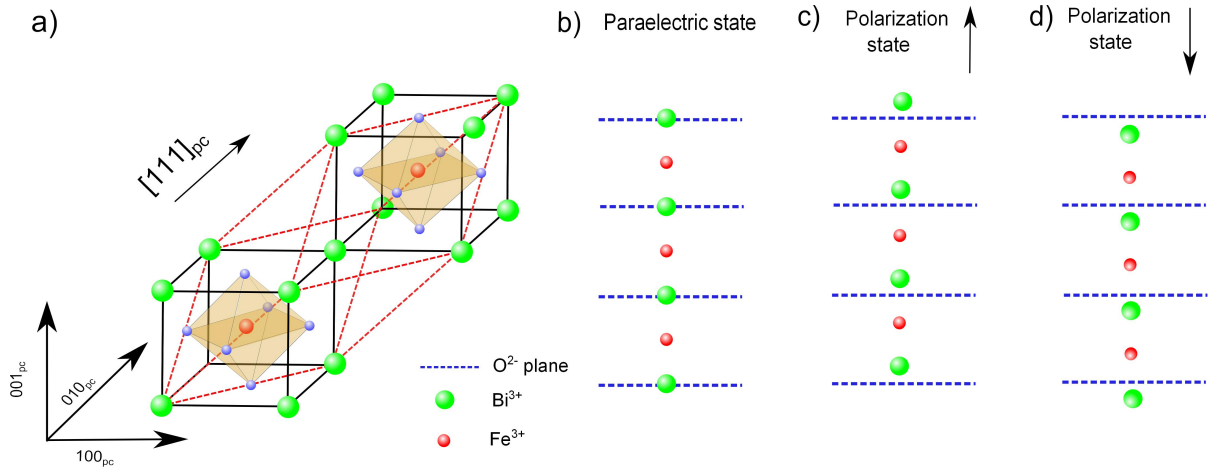 a)
[111]pc
001pc
010pc
100pc
O²⁻ plane
Bi³⁺
Fe³⁺
b)
Paraelectric state
c)
Polarization
state
d)
Polarization
state